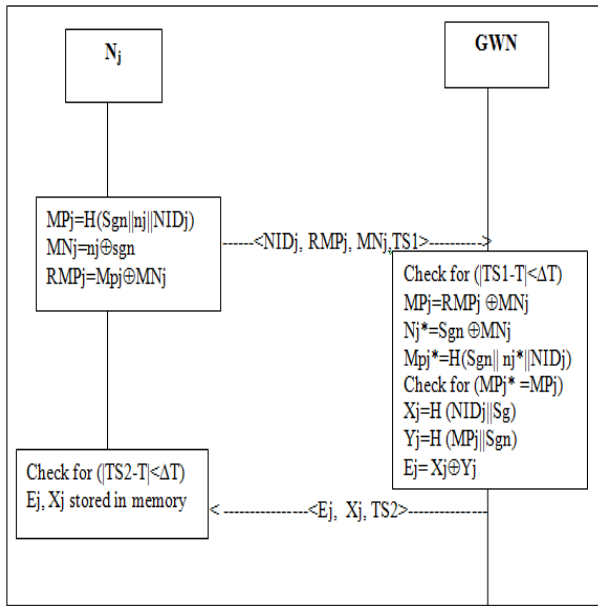 Nj
GWN
MPj=H(Sgn||nj||NIDj)
MNj=nj⊕sgn
RMPj=Mpj⊕MNj
------<NIDj, RMPj, MNj,TS1>---------->
Check for (|TS1-T|<ΔT)
MPj=RMPj ⊕MNj
Nj*=Sgn ⊕MNj
Mpj*=H(Sgn|| nj*||NIDj)
Check for (MPj* =MPj)
Xj=H (NIDj||Sg)
Yj=H (MPj||Sgn)
Ej= Xj⊕Yj
Check for (|TS2-T|<ΔT)
Ej, Xj stored in memory
< ----------------<Ej, Xj, TS2>---------------